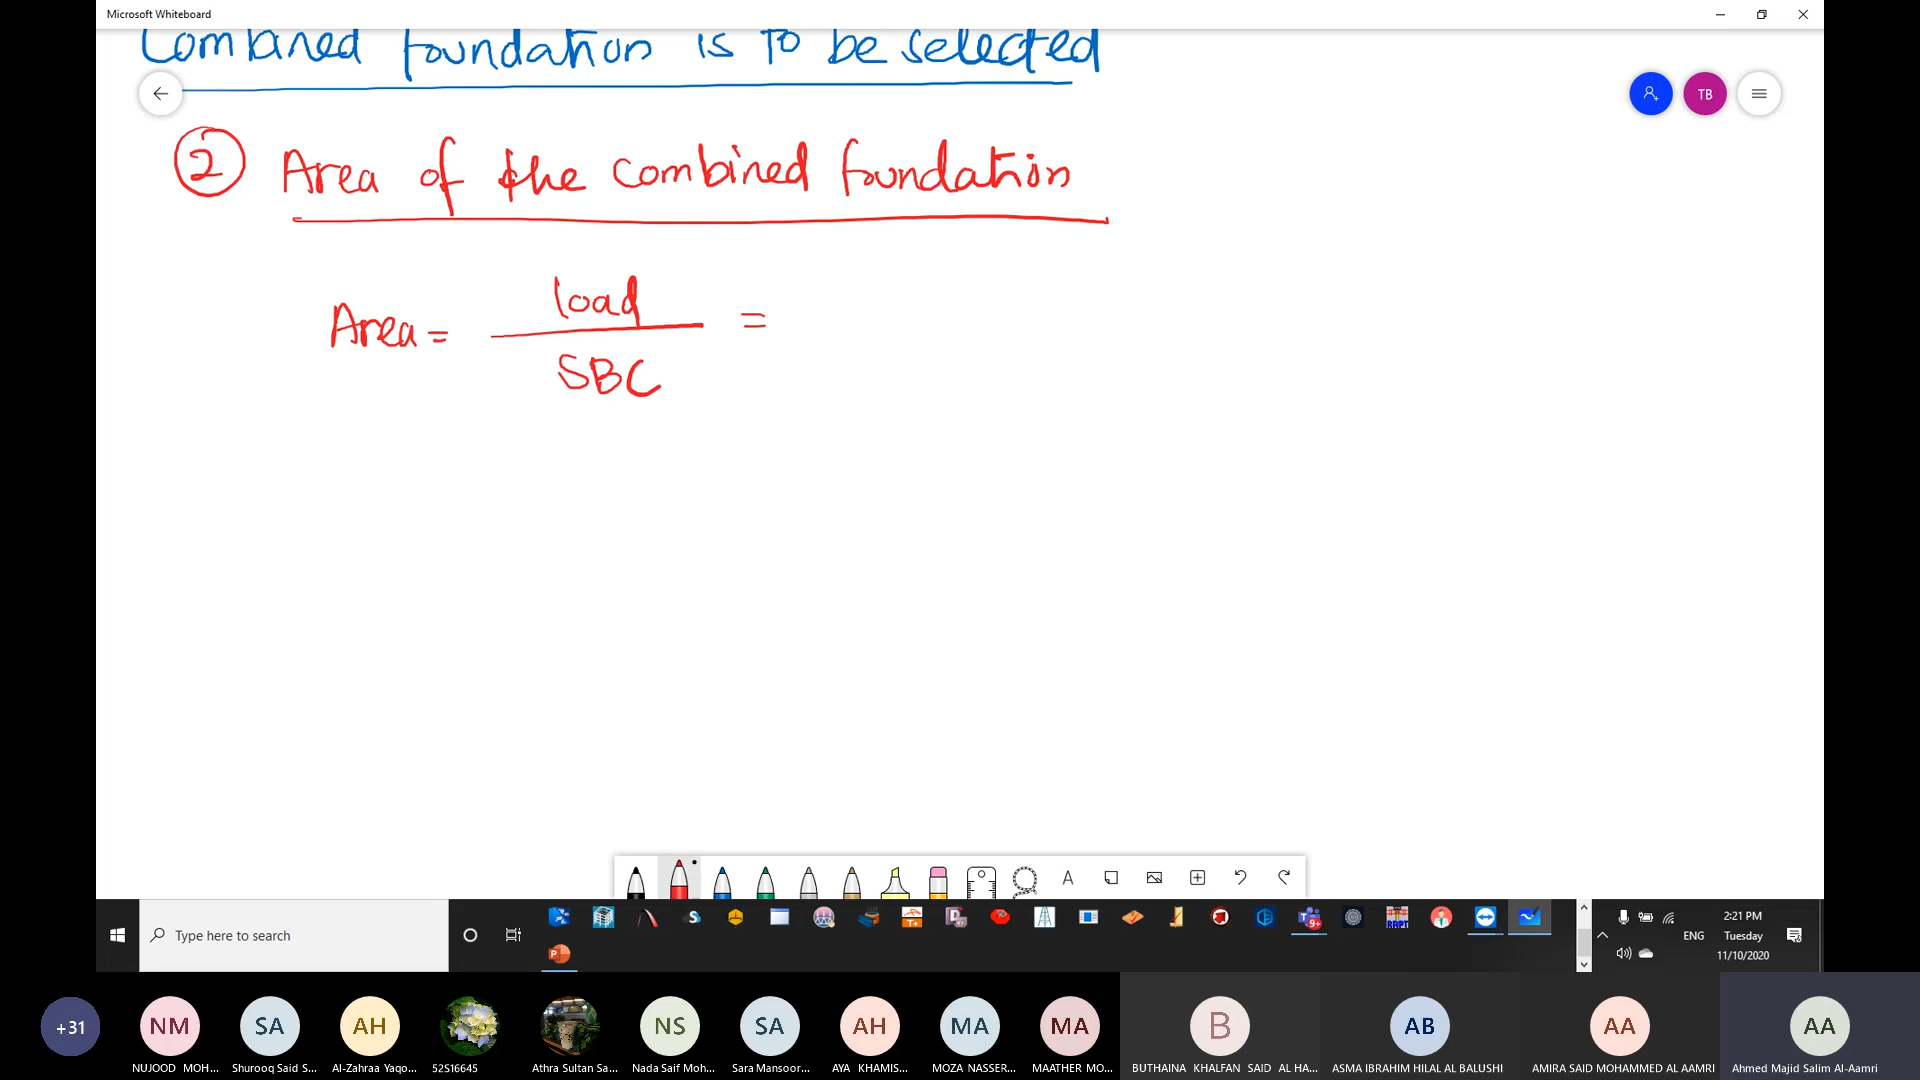 Microsoft Whiteboard
Combined foundation is to be selected
TB
2 Area of the combined foundation
Area = load / SBC =
A
Type here to search
ENG
2:21 PM
Tuesday
11/10/2020
+31
NM
SA
AH
NS
SA
AH
MA
MA
B
AB
AA
AA
NUJOOD MOH...
Shurooq Said S...
Al-Zahraa Yaqo...
52S16645
Athra Sultan Sa...
Nada Saif Moh...
Sara Mansoor...
AYA KHAMIS...
MOZA NASSER...
MAATHER MO...
BUTHAINA KHALFAN SAID AL HA...
ASMA IBRAHIM HILAL AL BALUSHI
AMIRA SAID MOHAMMED AL AAMRI
Ahmed Majid Salim Al-Aamri